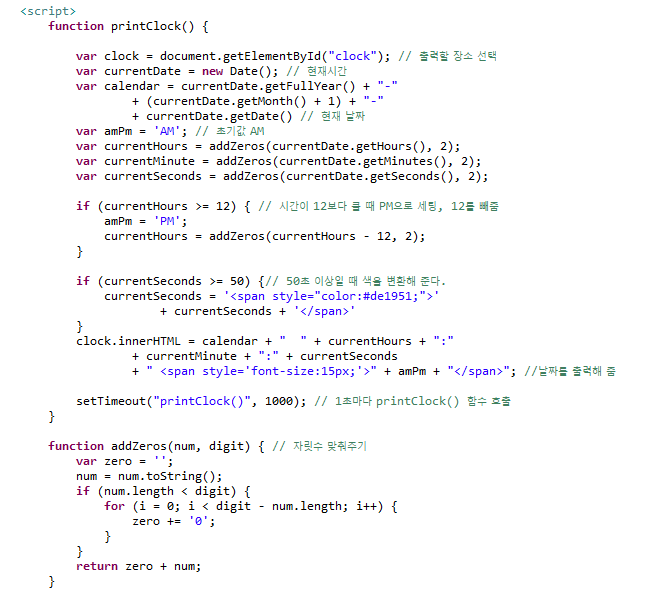 <script>
function printClock() {
var clock = document.getElementById("clock"); // 출력할 장소 선택
var currentDate = new Date(); // 현재시간
var calendar = currentDate.getFullYear() + "-"
+ (currentDate.getMonth() + 1) + "-"
+ currentDate.getDate() // 현재 날짜
var amPm = 'AM'; // 초기값 AM
var currentHours = addZeros(currentDate.getHours(), 2);
var currentMinute = addZeros(currentDate.getMinutes(), 2);
var currentSeconds = addZeros(currentDate.getSeconds(), 2);
if (currentHours >= 12) { // 시간이 12보다 클 때 PM으로 세팅, 12를 빼줌
amPm = 'PM';
currentHours = addZeros(currentHours - 12, 2);
}
if (currentSeconds >= 50) {// 50초 이상일 때 색을 변환해 준다.
currentSeconds = '<span style="color:#de1951;">'
+ currentSeconds + '</span>'
}
clock.innerHTML = calendar + "  " + currentHours + ":"
+ currentMinute + ":" + currentSeconds
+ " <span style='font-size:15px;'>" + amPm + "</span>"; //날짜를 출력해 줌
setTimeout("printClock()", 1000); // 1초마다 printClock() 함수 호출
}
function addZeros(num, digit) { // 자릿수 맞춰주기
var zero = '';
num = num.toString();
if (num.length < digit) {
for (i = 0; i < digit - num.length; i++) {
zero += '0';
}
}
return zero + num;
}